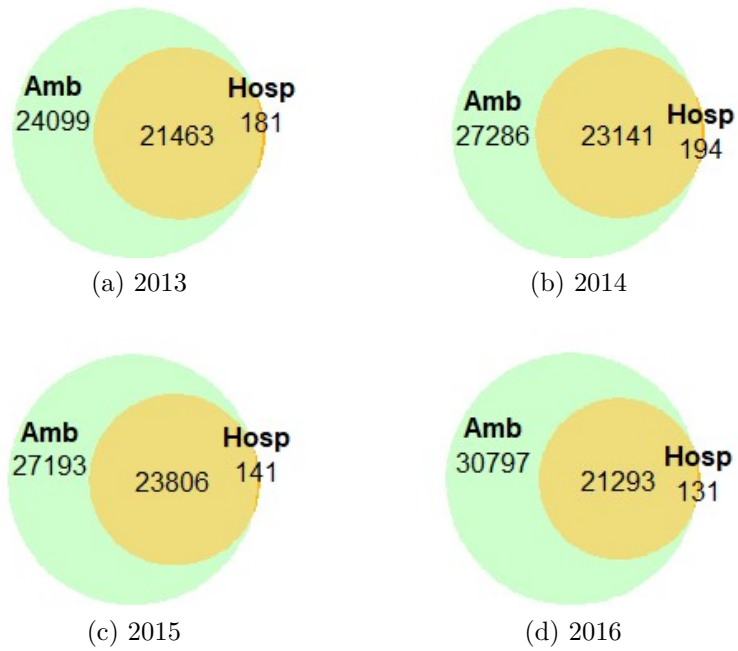 Amb
24099
21463
Hosp
181
(a) 2013
Amb
27286
23141
Hosp
194
(b) 2014
Amb
27193
23806
Hosp
141
(c) 2015
Amb
30797
21293
Hosp
131
(d) 2016